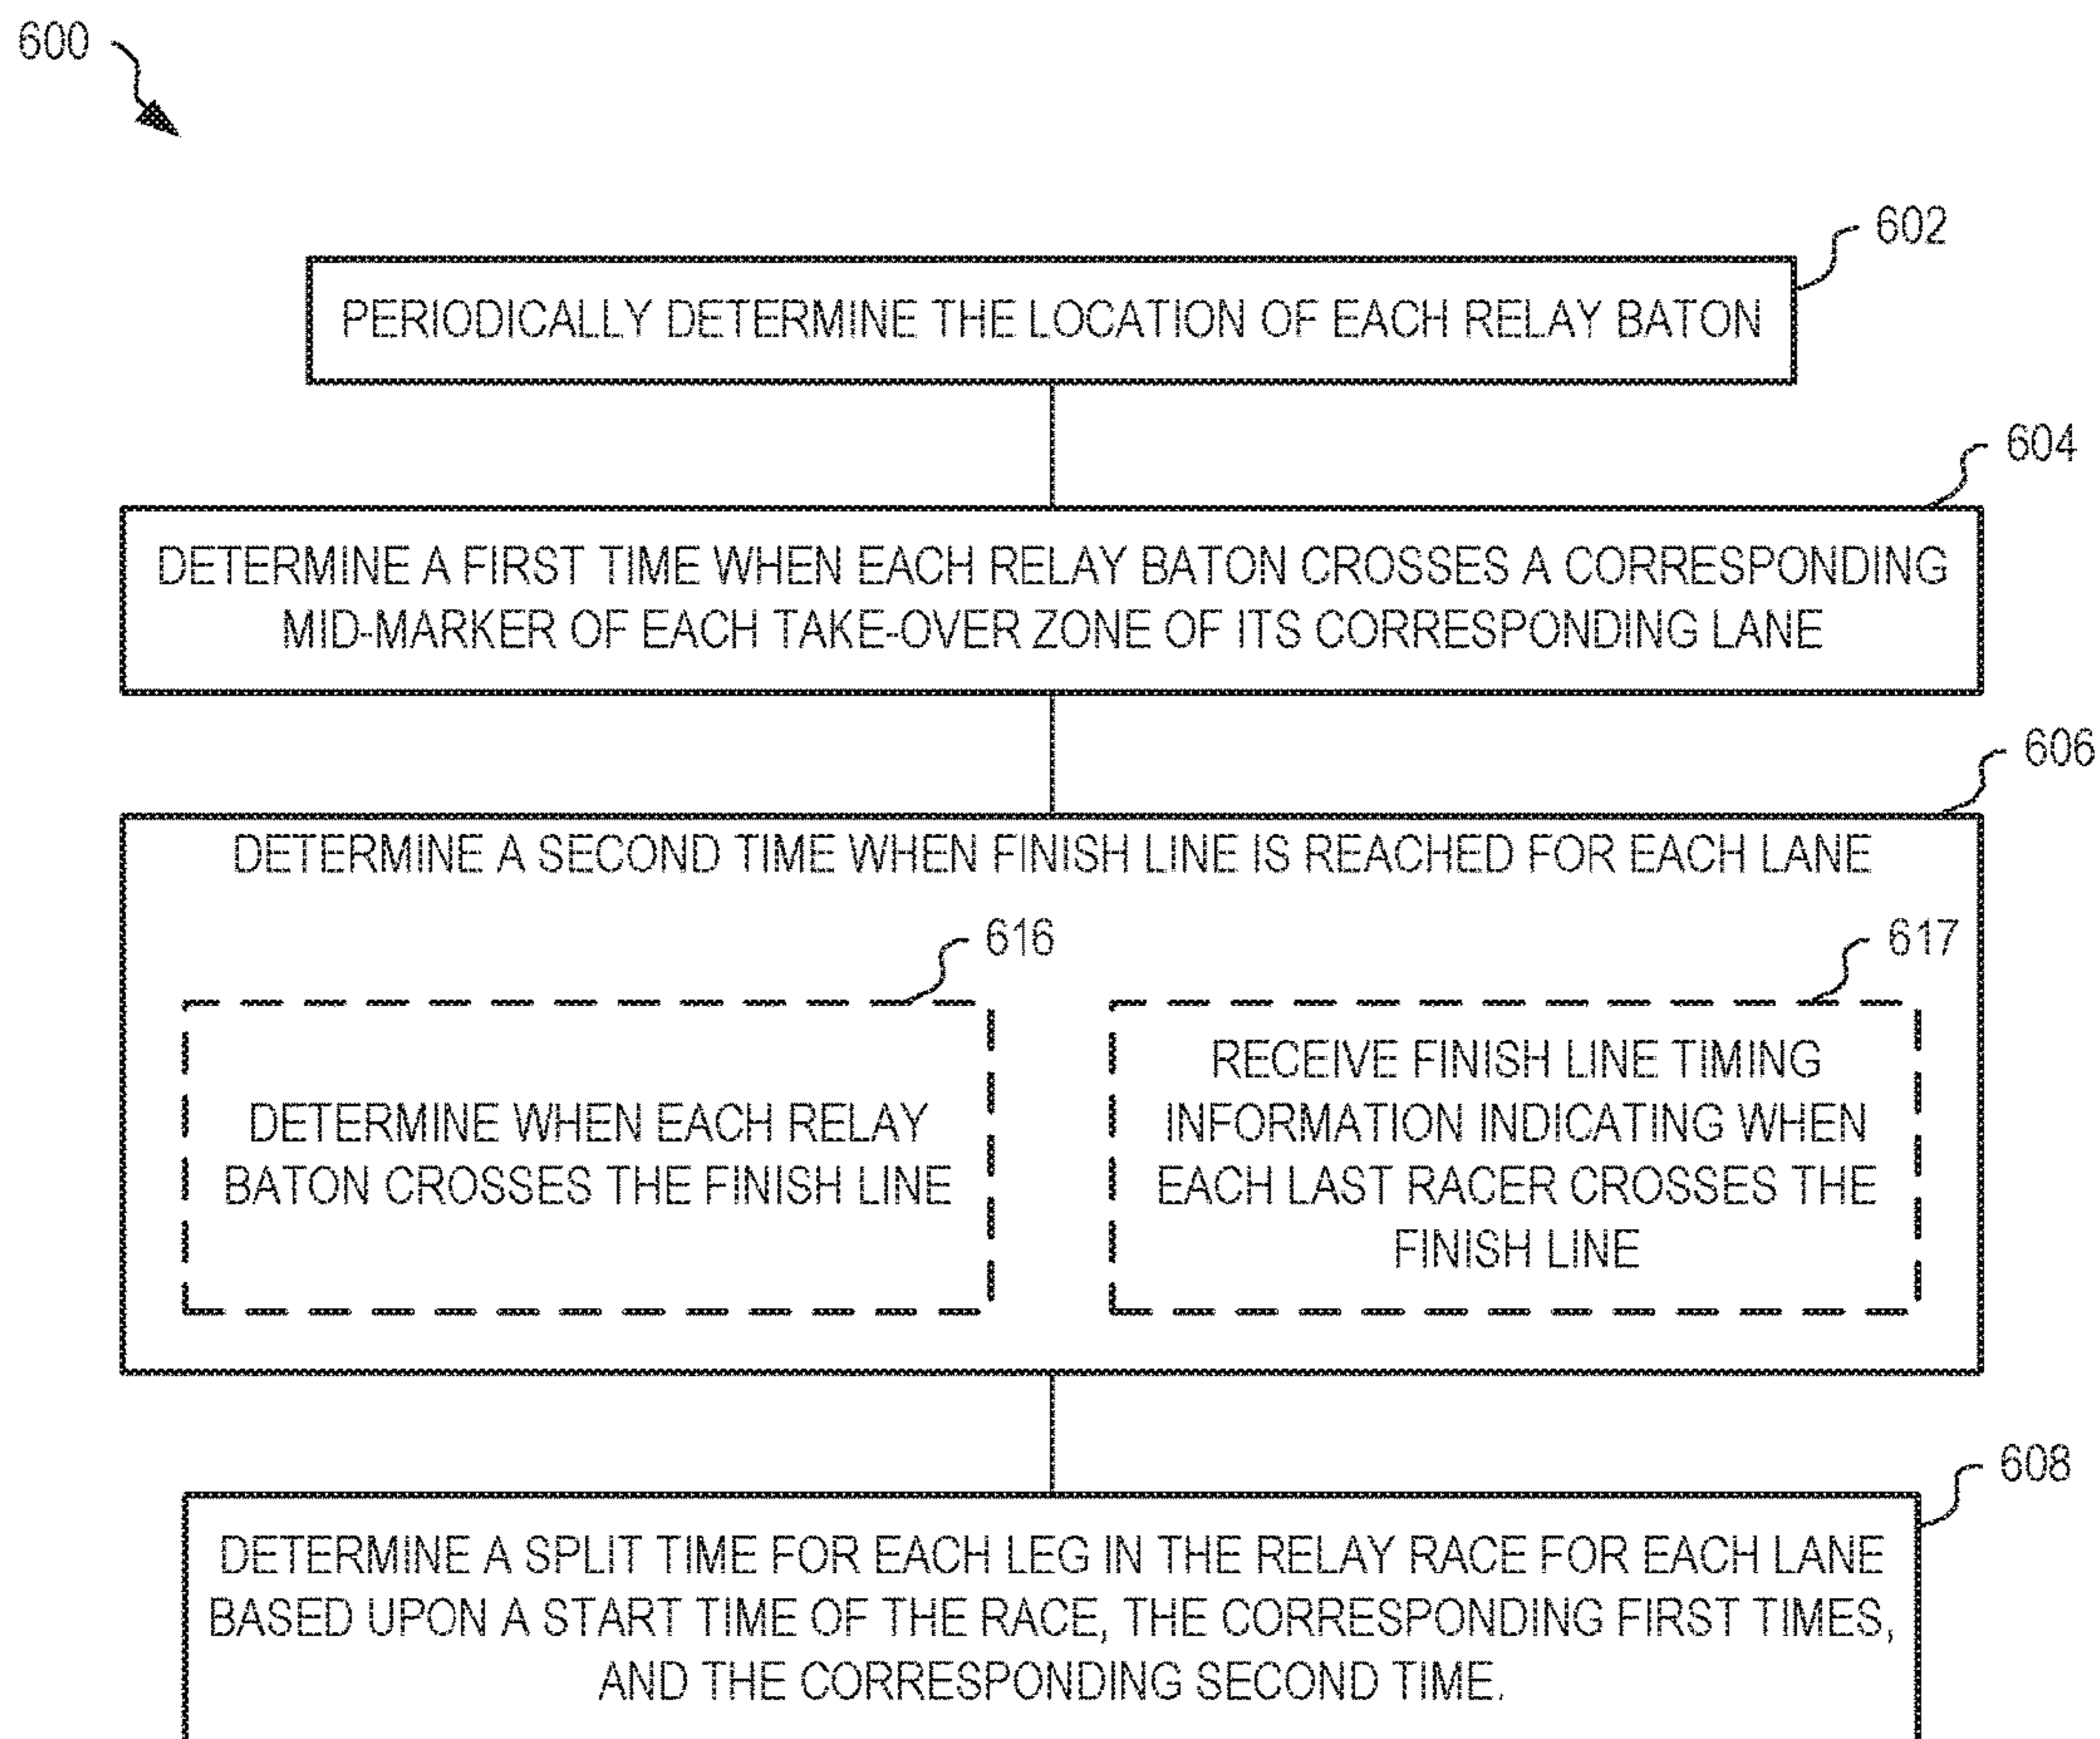 600
602
PERIODICALLY DETERMINE THE LOCATION OF EACH RELAY BATON
604
DETERMINE A FIRST TIME WHEN EACH RELAY BATON CROSSES A CORRESPONDING
MID-MARKER OF EACH TAKE-OVER ZONE OF ITS CORRESPONDING LANE
606
DETERMINE A SECOND TIME WHEN FINISH LINE IS REACHED FOR EACH LANE
616
DETERMINE WHEN EACH RELAY
BATON CROSSES THE FINISH LINE
617
RECEIVE FINISH LINE TIMING
INFORMATION INDICATING WHEN
EACH LAST RACER CROSSES THE
FINISH LINE
608
DETERMINE A SPLIT TIME FOR EACH LEG IN THE RELAY RACE FOR EACH LANE
BASED UPON A START TIME OF THE RACE, THE CORRESPONDING FIRST TIMES,
AND THE CORRESPONDING SECOND TIME.